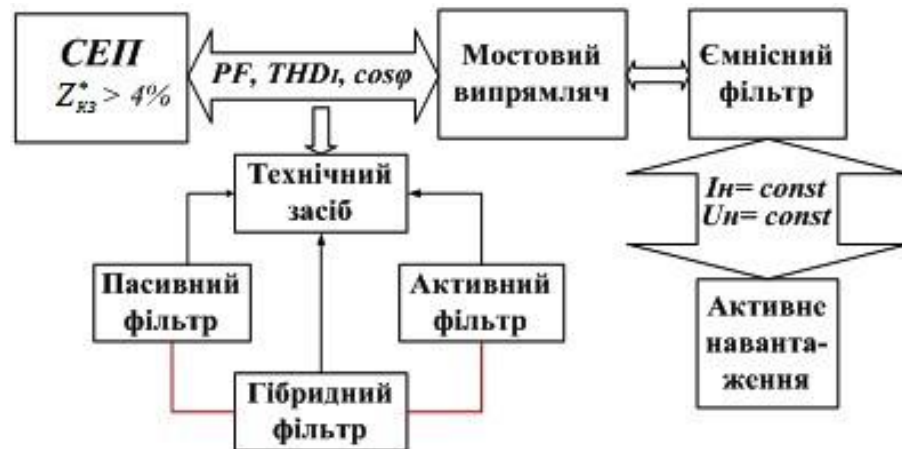 СЕП
Z*кз > 4%
PF, THDI, cosφ
Мостовий
випрямляч
Ємнісний
фільтр
Технічний
засіб
Iн= const
Uн= const
Пасивний
фільтр
Активний
фільтр
Активне
наванта-
ження
Гібридний
фільтр